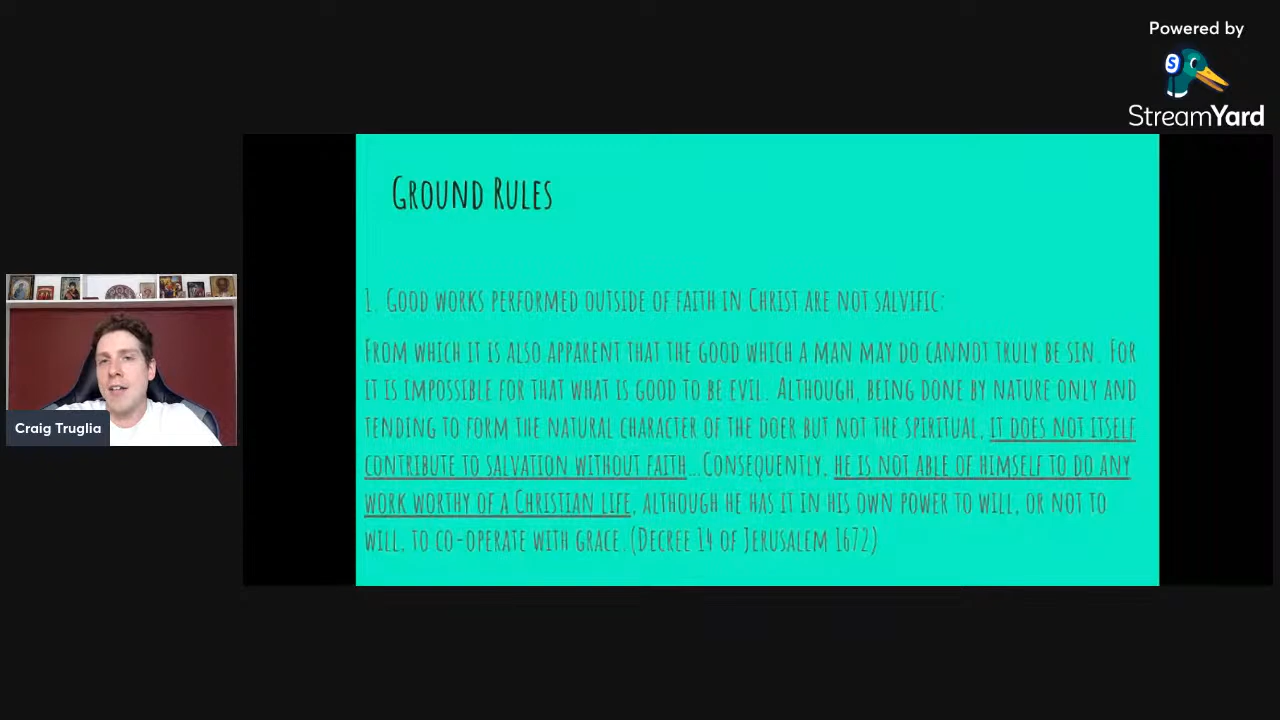 Powered by
S
StreamYard
Ground Rules
1. Good works performed outside of faith in Christ are not salvific:
From which it is also apparent that the good which a man may do cannot truly be sin. For
it is impossible for that what is good to be evil. Although, being done by nature only and
tending to form the natural character of the doer but not the spiritual, it does not itself
contribute to salvation without faith...Consequently, he is not able of himself to do any
work worthy of a Christian life, although he has it in his own power to will, or not to
will, to co-operate with grace. (Decree 14 of Jerusalem 1672)
Craig Truglia